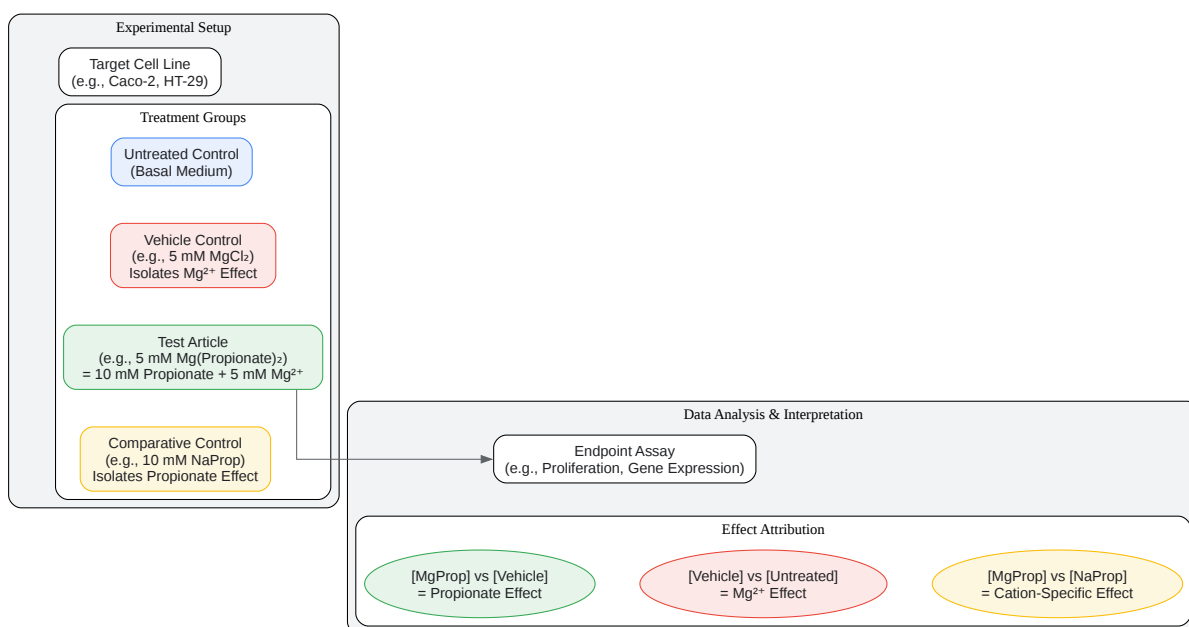 Experimental Setup
Target Cell Line
(e.g., Caco-2, HT-29)
Treatment Groups
Untreated Control
(Basal Medium)
Vehicle Control
(e.g., 5 mM MgCl₂)
Isolates Mg²⁺ Effect
Test Article
(e.g., 5 mM Mg(Propionate)₂)
= 10 mM Propionate + 5 mM Mg²⁺
Comparative Control
(e.g., 10 mM NaProp)
Isolates Propionate Effect
Data Analysis & Interpretation
Endpoint Assay
(e.g., Proliferation, Gene Expression)
Effect Attribution
[MgProp] vs [Vehicle]
= Propionate Effect
[Vehicle] vs [Untreated]
= Mg²⁺ Effect
[MgProp] vs [NaProp]
= Cation-Specific Effect